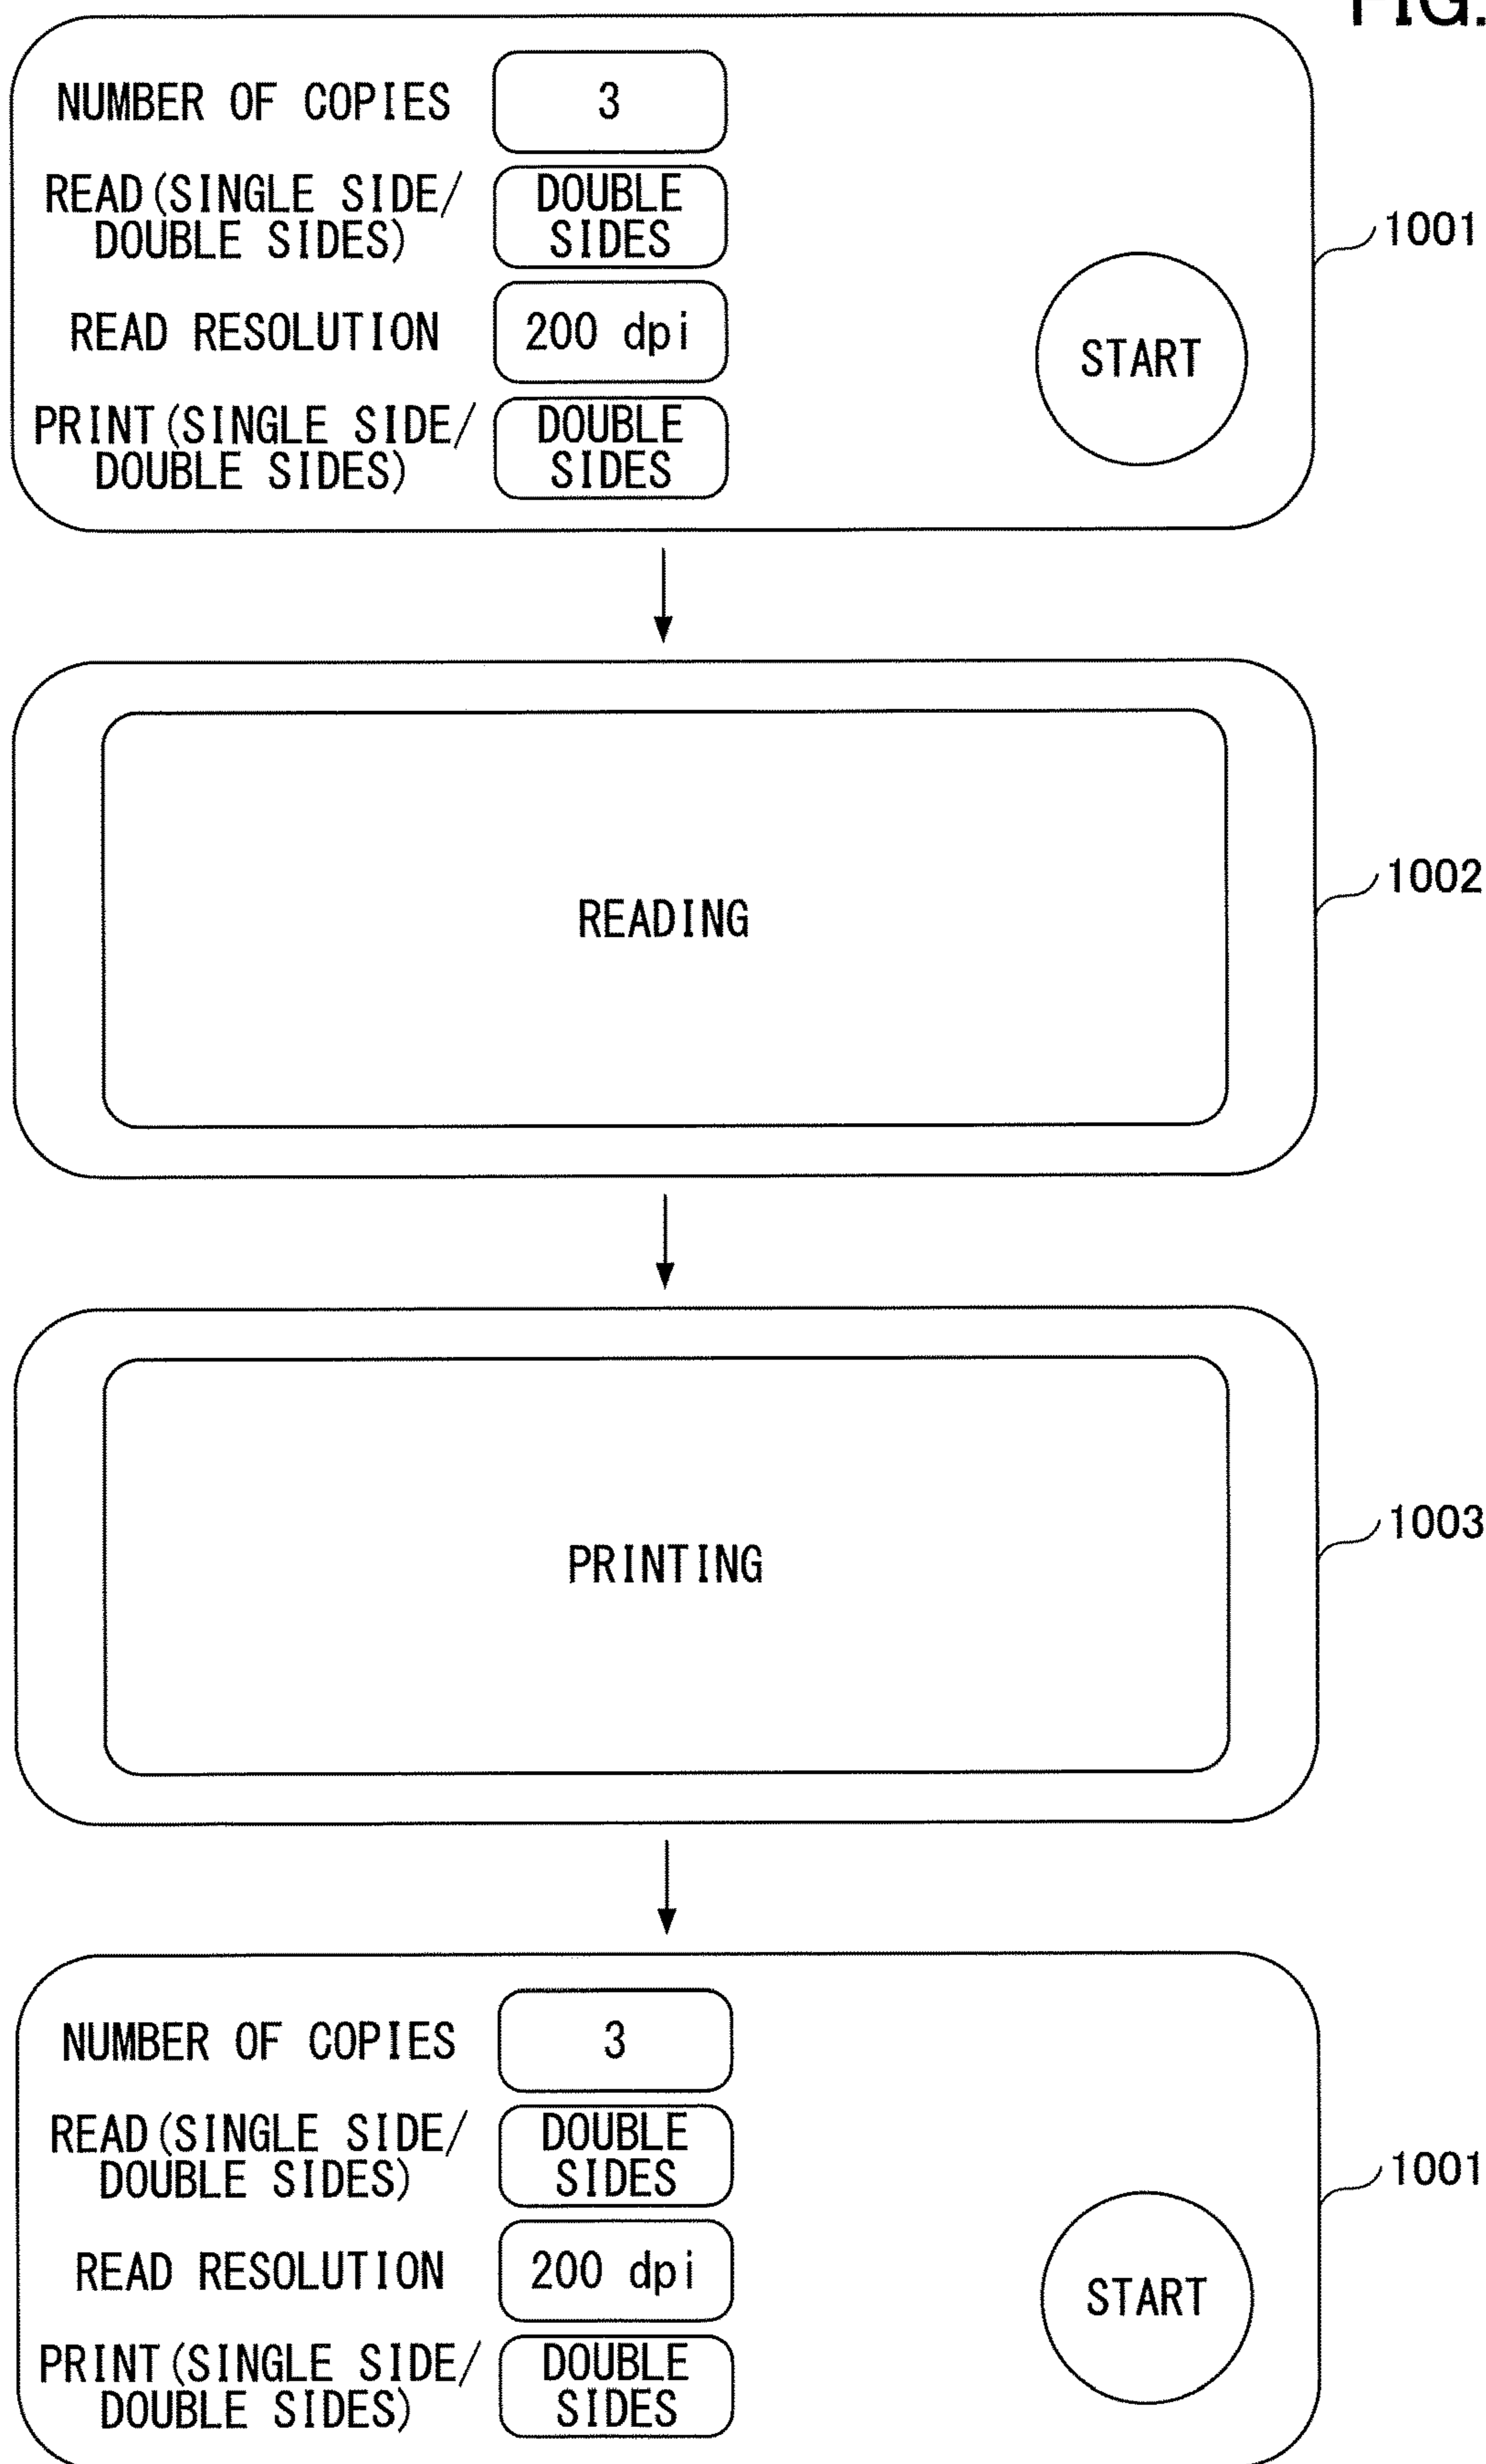 FIG.
NUMBER OF COPIES 3
READ(SINGLE SIDE/
DOUBLE SIDES)
DOUBLE
SIDES
1001
READ RESOLUTION 200 dpi
START
PRINT(SINGLE SIDE/
DOUBLE SIDES)
DOUBLE
SIDES
READING
1002
PRINTING
1003
NUMBER OF COPIES 3
READ(SINGLE SIDE/
DOUBLE SIDES)
DOUBLE
SIDES
1001
READ RESOLUTION 200 dpi
START
PRINT(SINGLE SIDE/
DOUBLE SIDES)
DOUBLE
SIDES